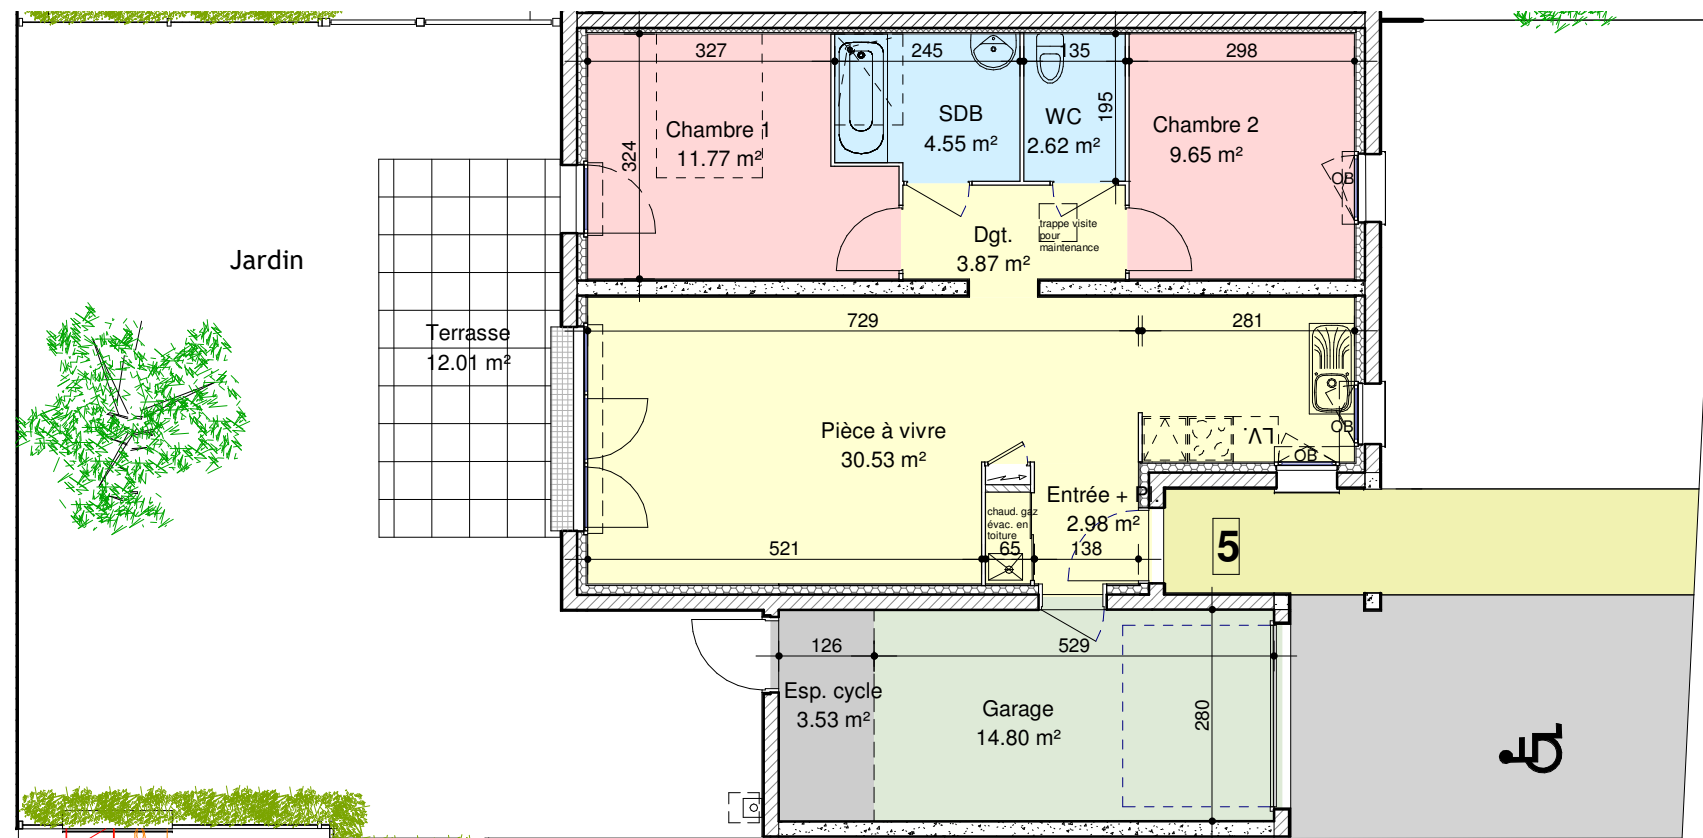 327
245
135
298
Chambre 1
11.77 m²
324
SDB
4.55 m²
WC
2.62 m²
195
Chambre 2
9.65 m²
OB
Dgt.
3.87 m²
trappe visite
pour
maintenance
Jardin
Terrasse
12.01 m²
729
281
Pièce à vivre
30.53 m²
LV.
OB
OB
Entrée + Pl.
2.98 m²
chaud. gaz
évac. en
toiture
521
65
138
5
126
529
Esp. cycle
3.53 m²
Garage
14.80 m²
280